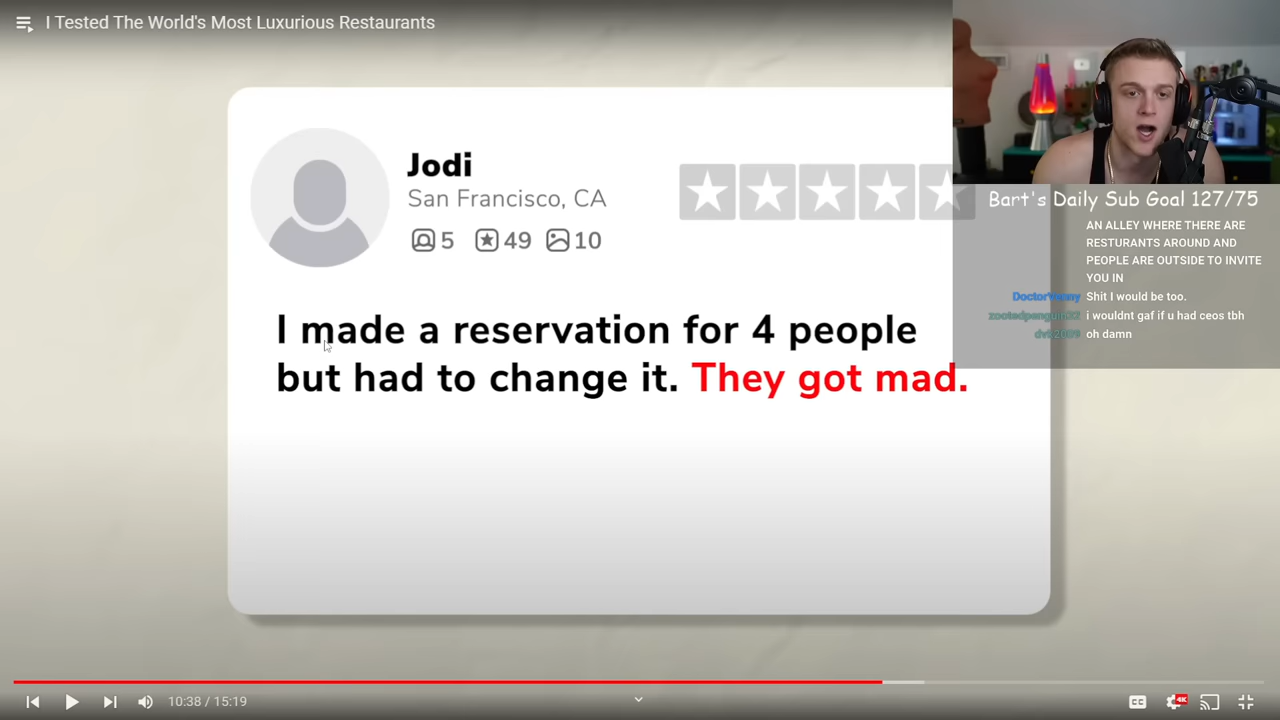 I Tested The World's Most Luxurious Restaurants
Jodi
San Francisco, CA
5 49 10
I made a reservation for 4 people
but had to change it. They got mad.
Bart's Daily Sub Goal 127/75
AN ALLEY WHERE THERE ARE
RESTURANTS AROUND AND
PEOPLE ARE OUTSIDE TO INVITE
YOU IN
Shit I would be too.
i wouldnt gaf if u had ceos tbh
oh damn
10:38 / 15:19
CC
4K